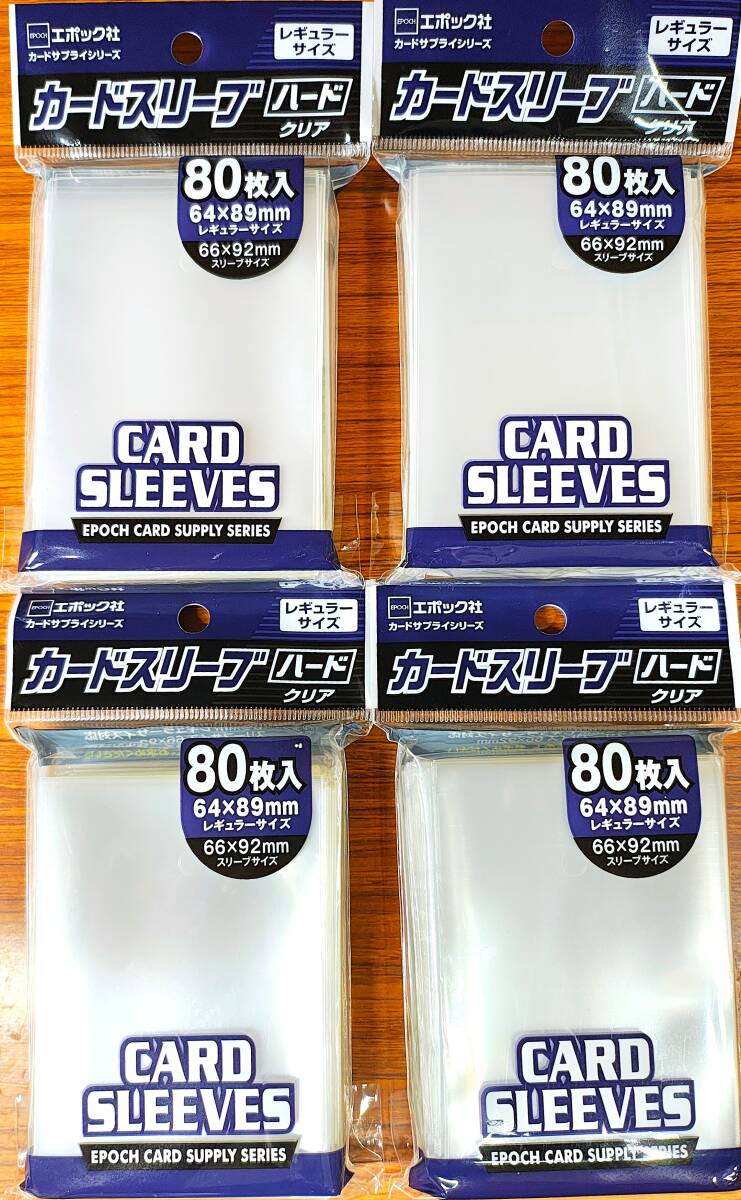 EPOCH エポック社
カードサプライシリーズ
レギュラー
サイズ
カードスリーブ ハード
クリア
80枚入
64×89mm
レギュラーサイズ
66×92mm
スリーブサイズ
CARD
SLEEVES
EPOCH CARD SUPPLY SERIES
EPOCH エポック社
カードサプライシリーズ
レギュラー
サイズ
カードスリーブ ハード
クリア
80枚入
64×89mm
レギュラーサイズ
66×92mm
スリーブサイズ
CARD
SLEEVES
EPOCH CARD SUPPLY SERIES
EPOCH エポック社
カードサプライシリーズ
レギュラー
サイズ
カードスリーブ ハード
クリア
80枚入
64×89mm
レギュラーサイズ
66×92mm
スリーブサイズ
CARD
SLEEVES
EPOCH CARD SUPPLY SERIES
EPOCH エポック社
カードサプライシリーズ
レギュラー
サイズ
カードスリーブ ハード
クリア
80枚入
64×89mm
レギュラーサイズ
66×92mm
スリーブサイズ
CARD
SLEEVES
EPOCH CARD SUPPLY SERIES